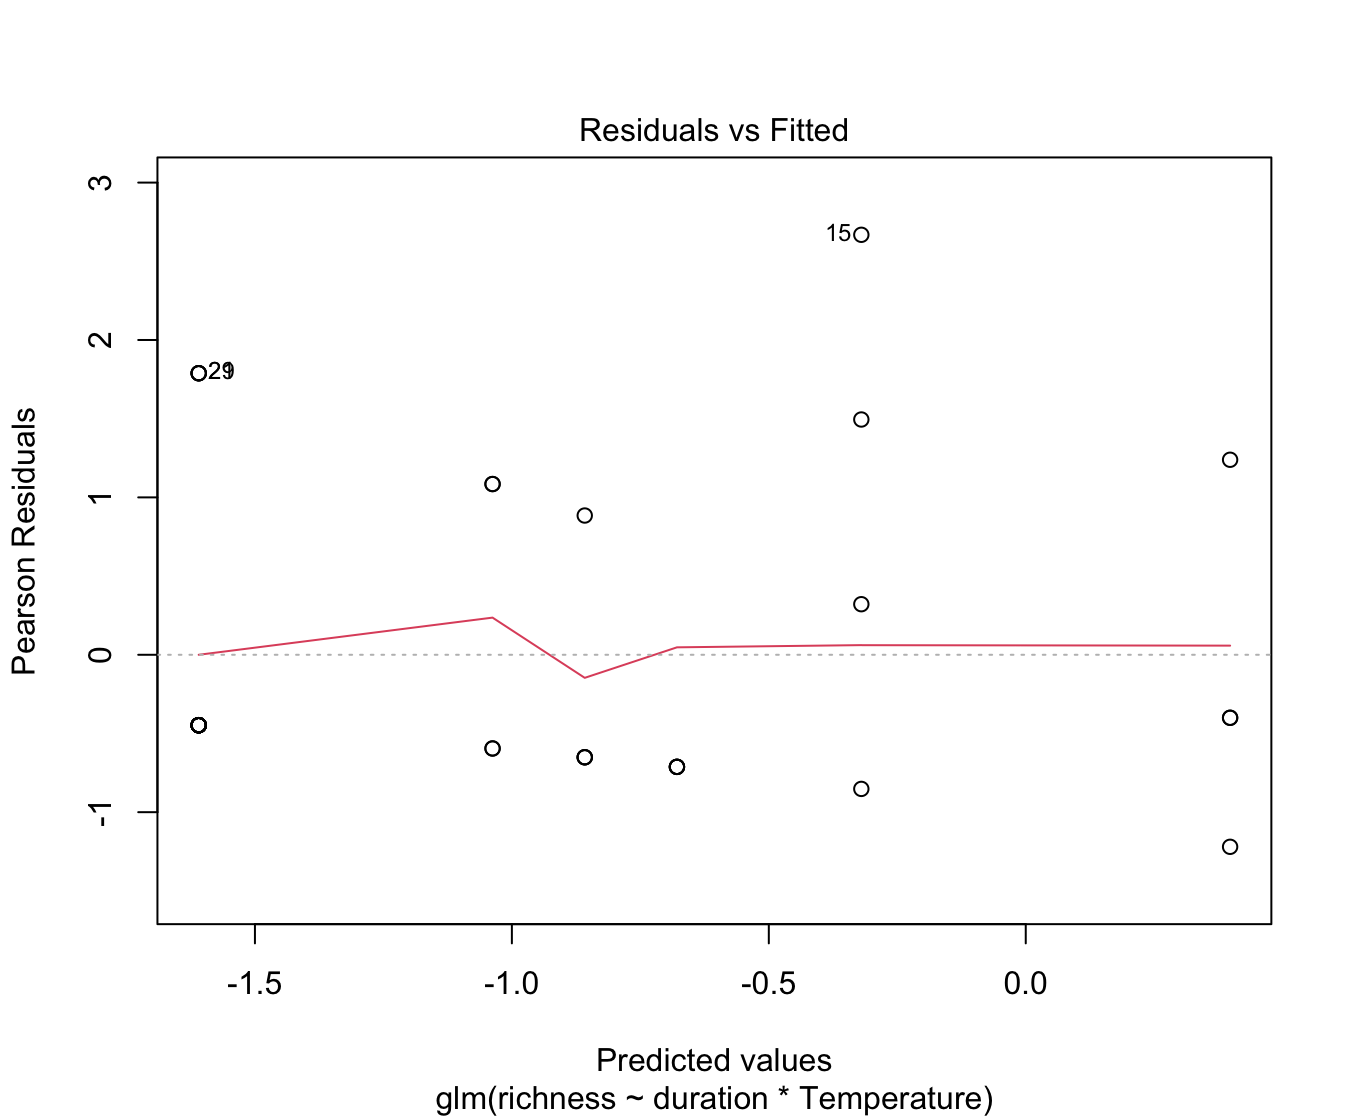 Residuals vs Fitted
3
2
1
0
-1
Pearson Residuals
15
29
-1.5 -1.0 -0.5 0.0
Predicted values
glm(richness ~ duration * Temperature)